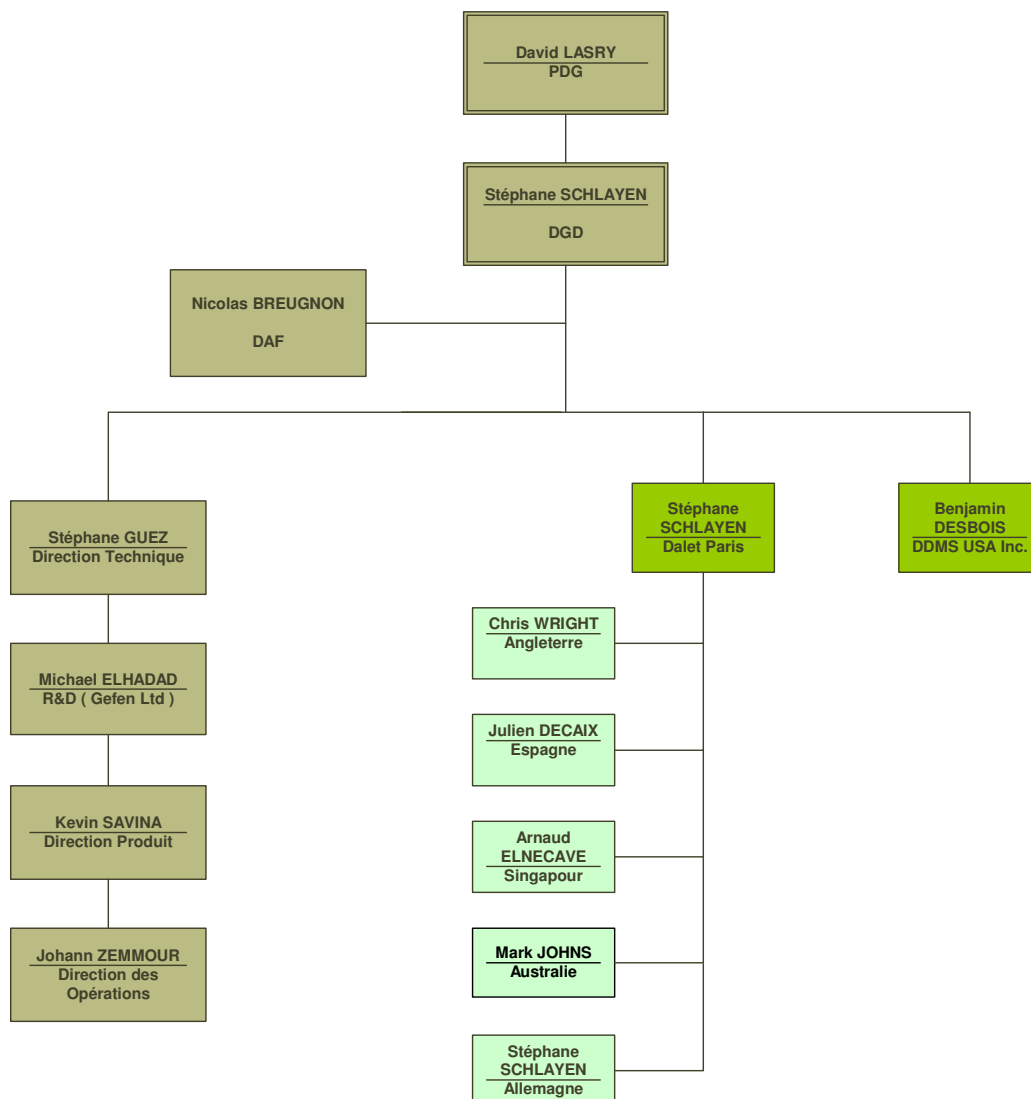 David LASRY
PDG
Stéphane SCHLAYEN
DGD
Nicolas BREUGNON
DAF
Stéphane GUEZ
Direction Technique
Michael ELHADAD
R&D ( Gefen Ltd )
Kevin SAVINA
Direction Produit
Johann ZEMMOUR
Direction des
Opérations
Stéphane
SCHLAYEN
Dalet Paris
Chris WRIGHT
Angleterre
Julien DECAIX
Espagne
Arnaud
ELNECAVE
Singapour
Mark JOHNS
Australie
Stéphane
SCHLAYEN
Allemagne
Benjamin
DESBOIS
DDMS USA Inc.